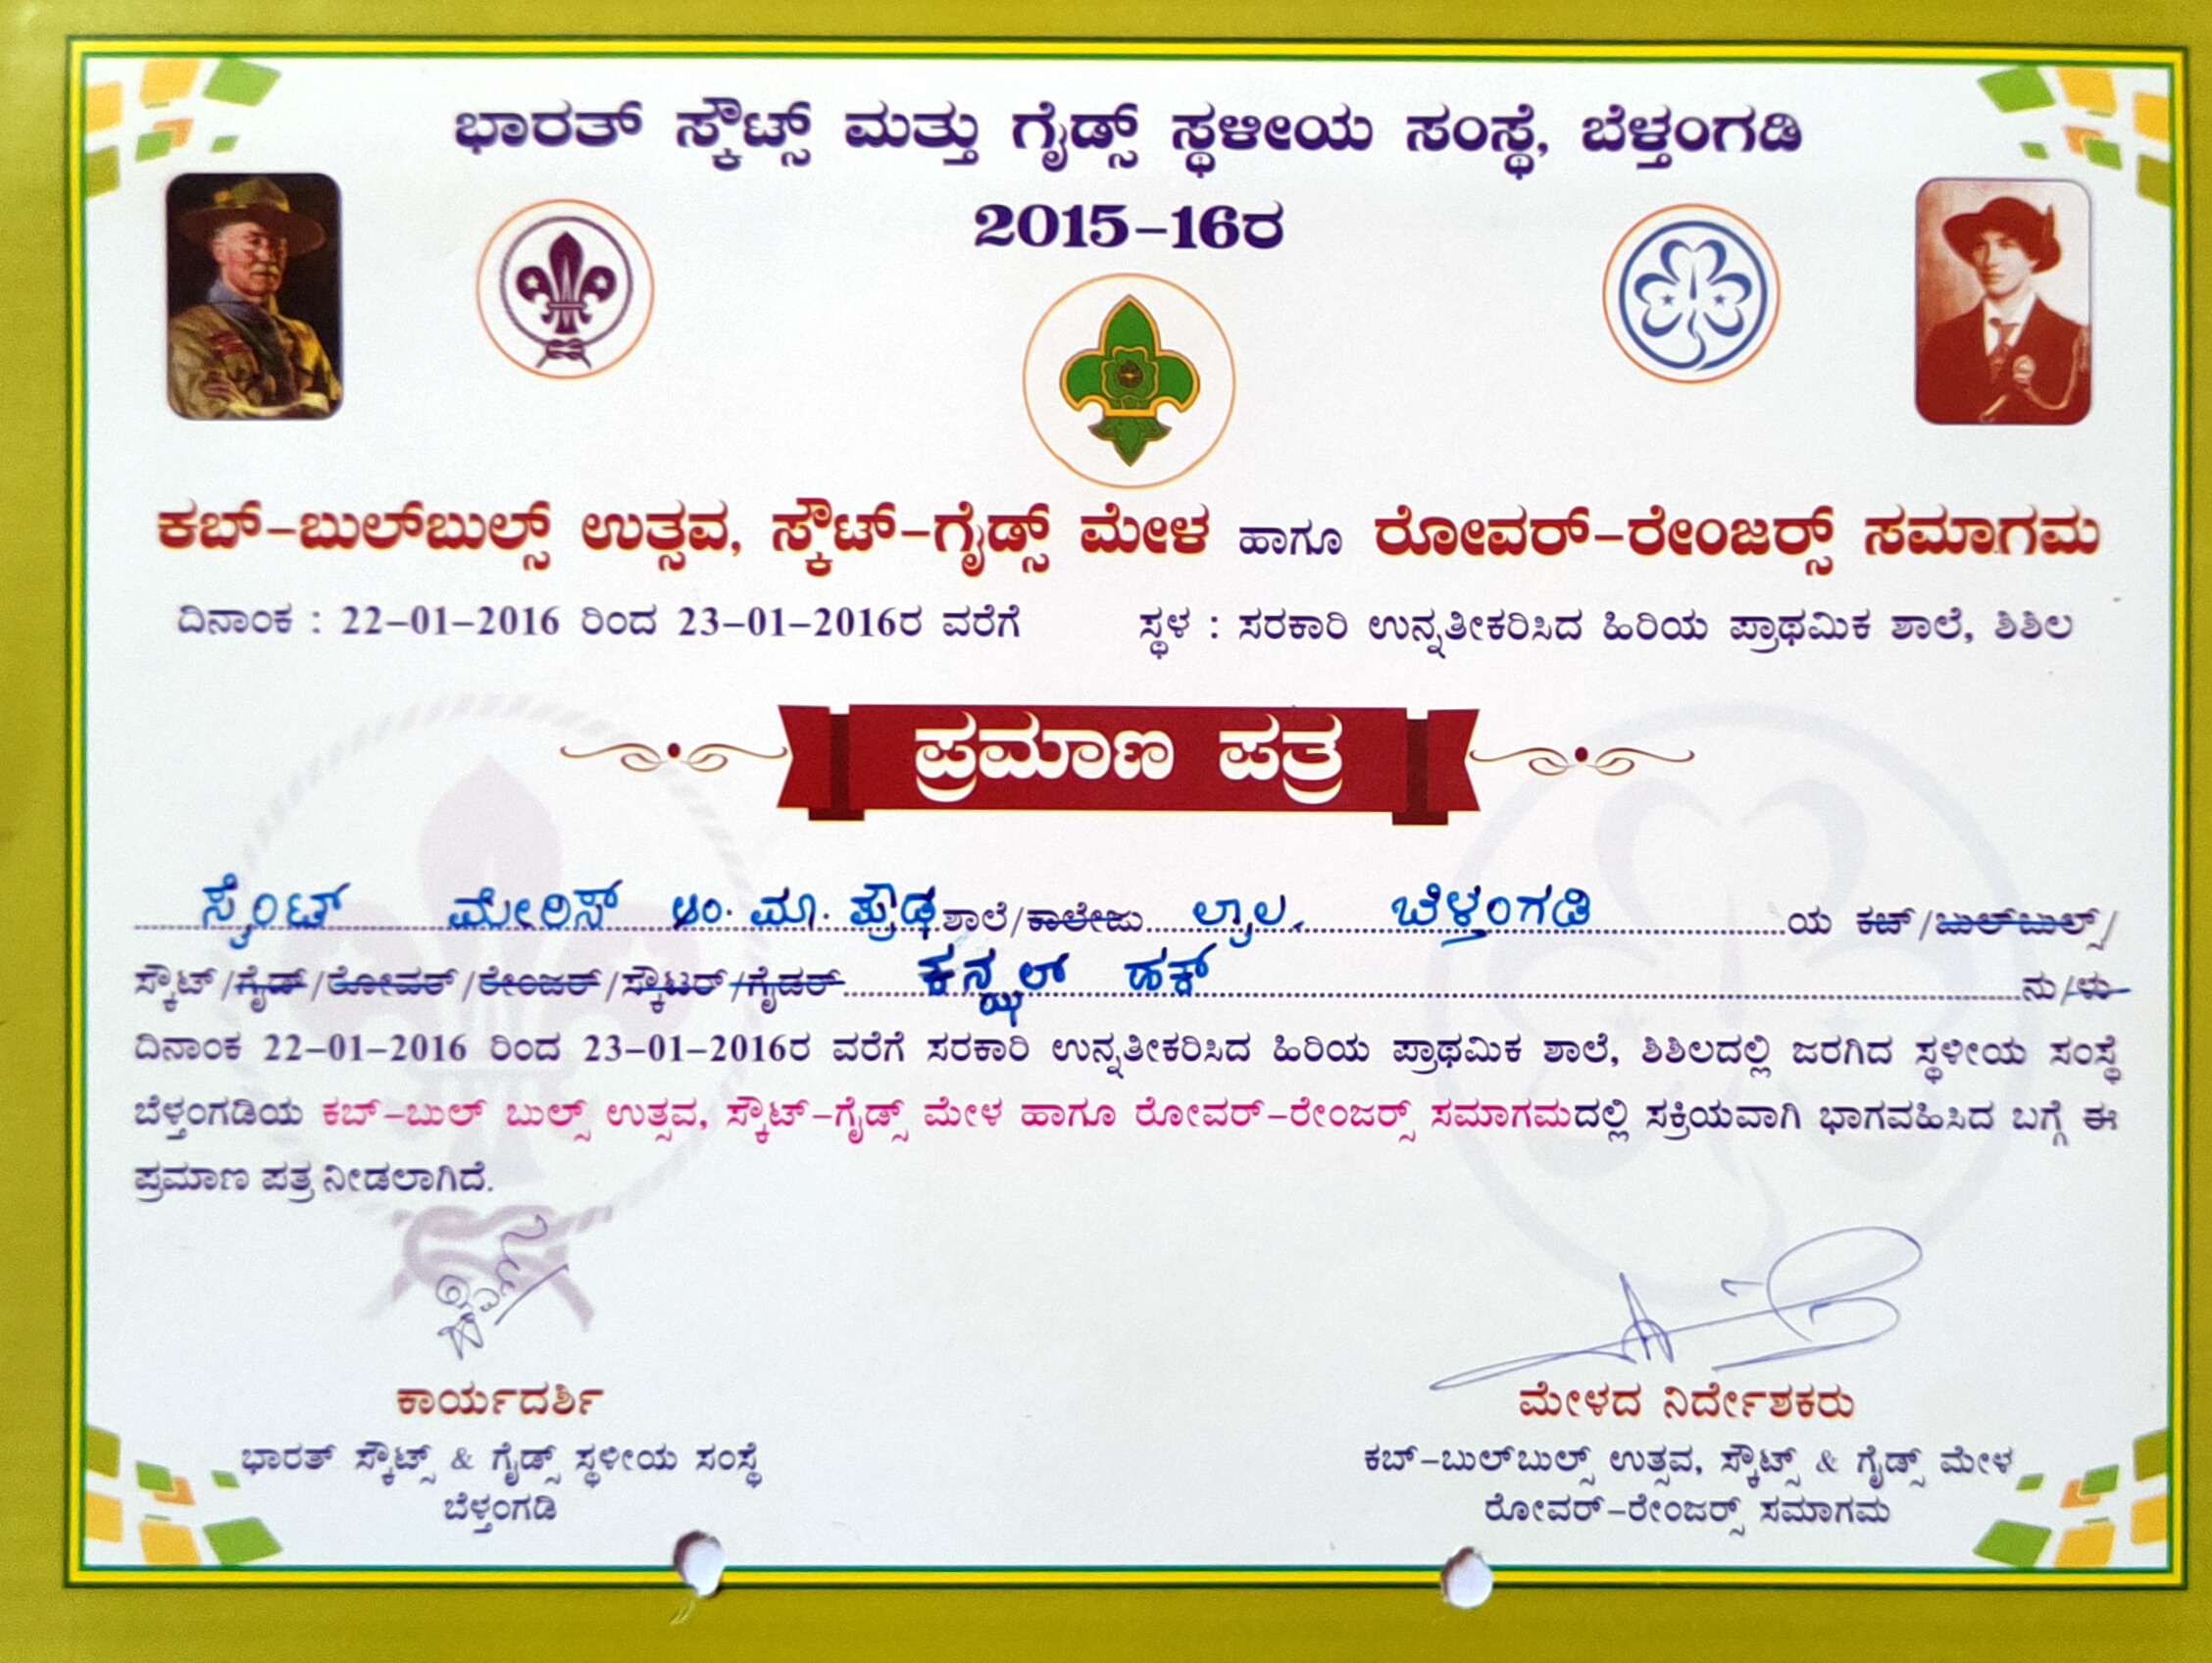 ಭಾರತ್ ಸ್ಕೌಟ್ಸ್ ಮತ್ತು ಗೈಡ್ಸ್ ಸ್ಥಳೀಯ ಸಂಸ್ಥೆ, ಬೆಳ್ತಂಗಡಿ
2015-16ರ
ಕಬ್-ಬುಲ್‌ಬುಲ್ಸ್ ಉತ್ಸವ, ಸ್ಕೌಟ್-ಗೈಡ್ಸ್ ಮೇಳ ಹಾಗೂ ರೋವರ್-ರೇಂಜರ್‍ಸ್ ಸಮಾಗಮ
ದಿನಾಂಕ : 22-01-2016 ರಿಂದ 23-01-2016ರ ವರೆಗೆ ಸ್ಥಳ : ಸರಕಾರಿ ಉನ್ನತೀಕರಿಸಿದ ಹಿರಿಯ ಪ್ರಾಥಮಿಕ ಶಾಲೆ, ಶಿಶಿಲ
ಪ್ರಮಾಣ ಪತ್ರ
ಸೈಂಟ್ ಮೇರಿಸ್ ಆಂ. ಮಾ. ಪ್ರೌಢ ಶಾಲೆ/ಕಾಲೇಜು ಲ್ಯಾಲ, ಬೆಳ್ತಂಗಡಿ ಯ ಕಬ್/ಬುಲ್‌ಬುಲ್ಸ್/
ಸ್ಕೌಟ್/ಗೈಡ್/ರೋವರ್/ರೇಂಜರ್/ಸ್ಕೌಟರ್/ಗೈಡರ್ ಹಕ್ ನು/ಳು
ದಿನಾಂಕ 22-01-2016 ರಿಂದ 23-01-2016ರ ವರೆಗೆ ಸರಕಾರಿ ಉನ್ನತೀಕರಿಸಿದ ಹಿರಿಯ ಪ್ರಾಥಮಿಕ ಶಾಲೆ, ಶಿಶಿಲದಲ್ಲಿ ಜರಗಿದ ಸ್ಥಳೀಯ ಸಂಸ್ಥೆ
ಬೆಳ್ತಂಗಡಿಯ ಕಬ್-ಬುಲ್ ಬುಲ್ಸ್ ಉತ್ಸವ, ಸ್ಕೌಟ್-ಗೈಡ್ಸ್ ಮೇಳ ಹಾಗೂ ರೋವರ್-ರೇಂಜರ್‍ಸ್ ಸಮಾಗಮದಲ್ಲಿ ಸಕ್ರಿಯವಾಗಿ ಭಾಗವಹಿಸಿದ ಬಗ್ಗೆ ಈ
ಪ್ರಮಾಣ ಪತ್ರ ನೀಡಲಾಗಿದೆ.
ಕಾರ್ಯದರ್ಶಿ
ಭಾರತ್ ಸ್ಕೌಟ್ಸ್ & ಗೈಡ್ಸ್ ಸ್ಥಳೀಯ ಸಂಸ್ಥೆ
ಬೆಳ್ತಂಗಡಿ
ಮೇಳದ ನಿರ್ದೇಶಕರು
ಕಬ್-ಬುಲ್‌ಬುಲ್ಸ್ ಉತ್ಸವ, ಸ್ಕೌಟ್ಸ್ & ಗೈಡ್ಸ್ ಮೇಳ
ರೋವರ್-ರೇಂಜರ್‍ಸ್ ಸಮಾಗಮ